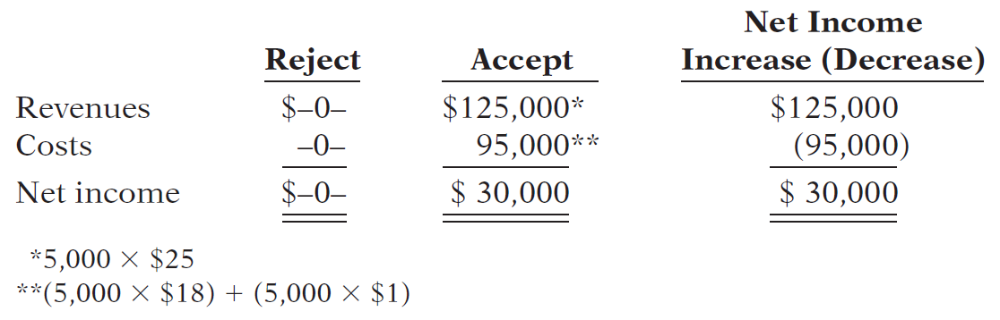 Net Income
Reject Accept Increase (Decrease)
Revenues $–0– $125,000* $125,000
Costs –0– 95,000** (95,000)
Net income $–0– $ 30,000 $ 30,000
*5,000 × $25
**(5,000 × $18) + (5,000 × $1)